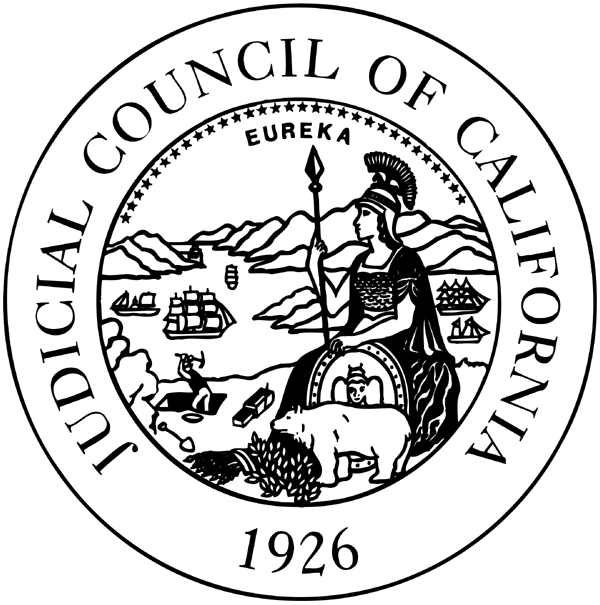 JUDICIAL COUNCIL OF CALIFORNIA
EUREKA
1926